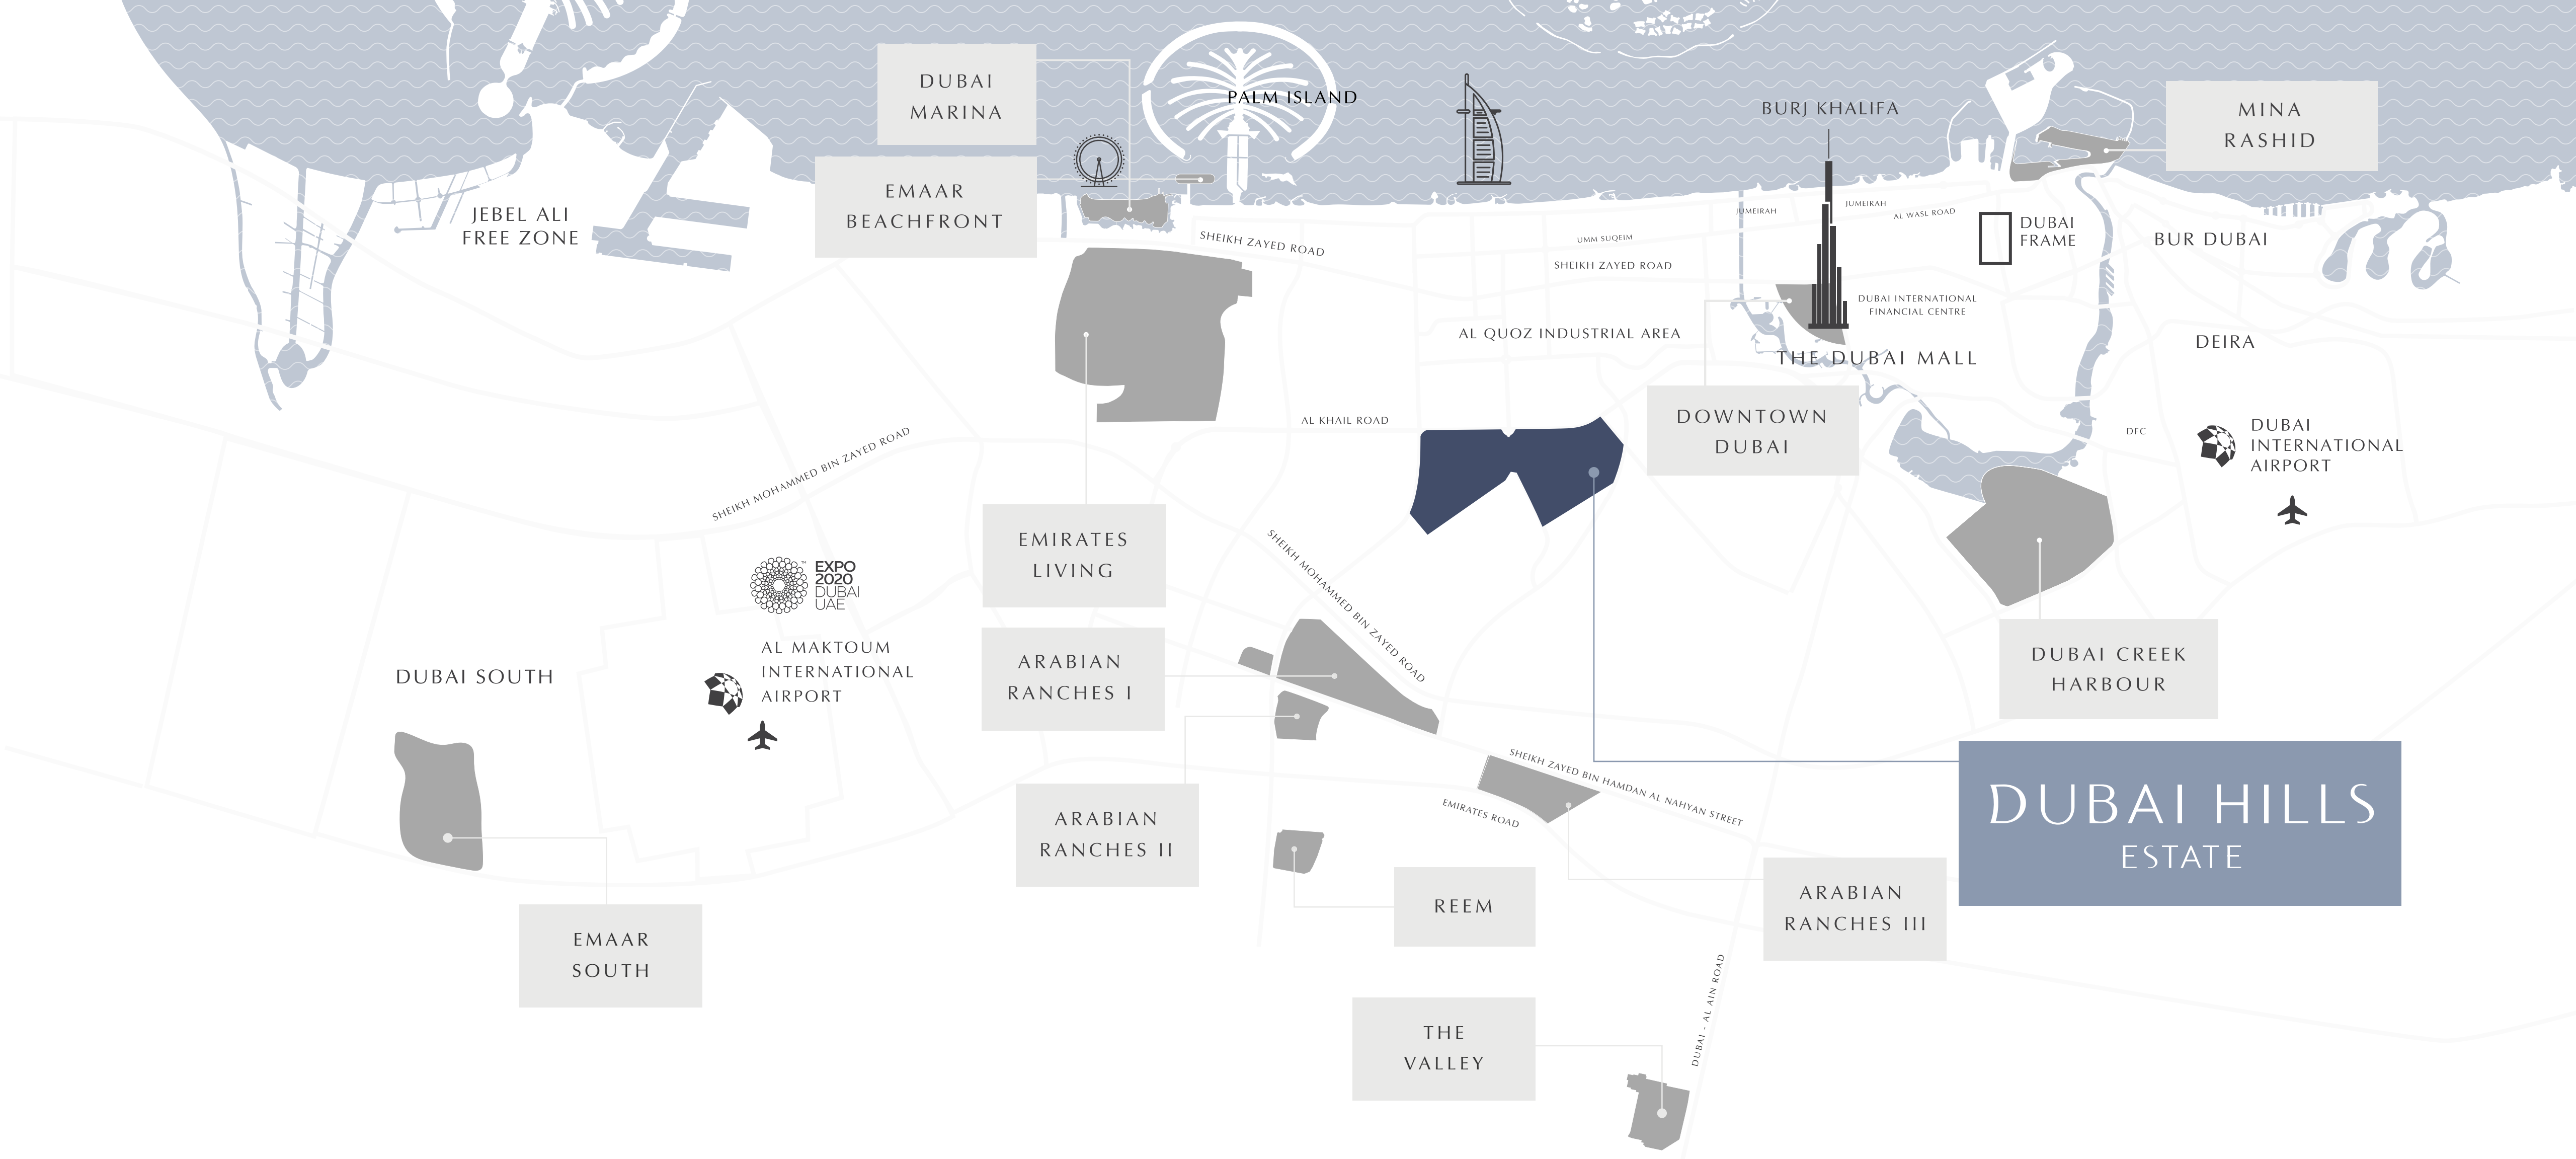 DUBAI
MARINA
PALM ISLAND
BURJ KHALIFA
MINA
RASHID
EMAAR
BEACHFRONT
JEBEL ALI
FREE ZONE
SHEIKH ZAYED ROAD
JUMEIRAH
JUMEIRAH
AL WASL ROAD
UMM SUQEIM
SHEIKH ZAYED ROAD
DUBAI
FRAME
BUR DUBAI
DUBAI INTERNATIONAL
FINANCIAL CENTRE
AL QUOZ INDUSTRIAL AREA
THE DUBAI MALL
DEIRA
AL KHAIL ROAD
DOWNTOWN
DUBAI
DFC
DUBAI
INTERNATIONAL
AIRPORT
SHEIKH MOHAMMED BIN ZAYED ROAD
EMIRATES
LIVING
SHEIKH MOHAMMED BIN ZAYED ROAD
EXPO
2020
DUBAI
UAE
™
AL MAKTOUM
INTERNATIONAL
AIRPORT
DUBAI SOUTH
ARABIAN
RANCHES I
DUBAI CREEK
HARBOUR
DUBAI HILLS
ESTATE
SHEIKH ZAYED BIN HAMDAN AL NAHYAN STREET
EMIRATES ROAD
ARABIAN
RANCHES II
REEM
ARABIAN
RANCHES III
EMAAR
SOUTH
DUBAI - AL AIN ROAD
THE
VALLEY